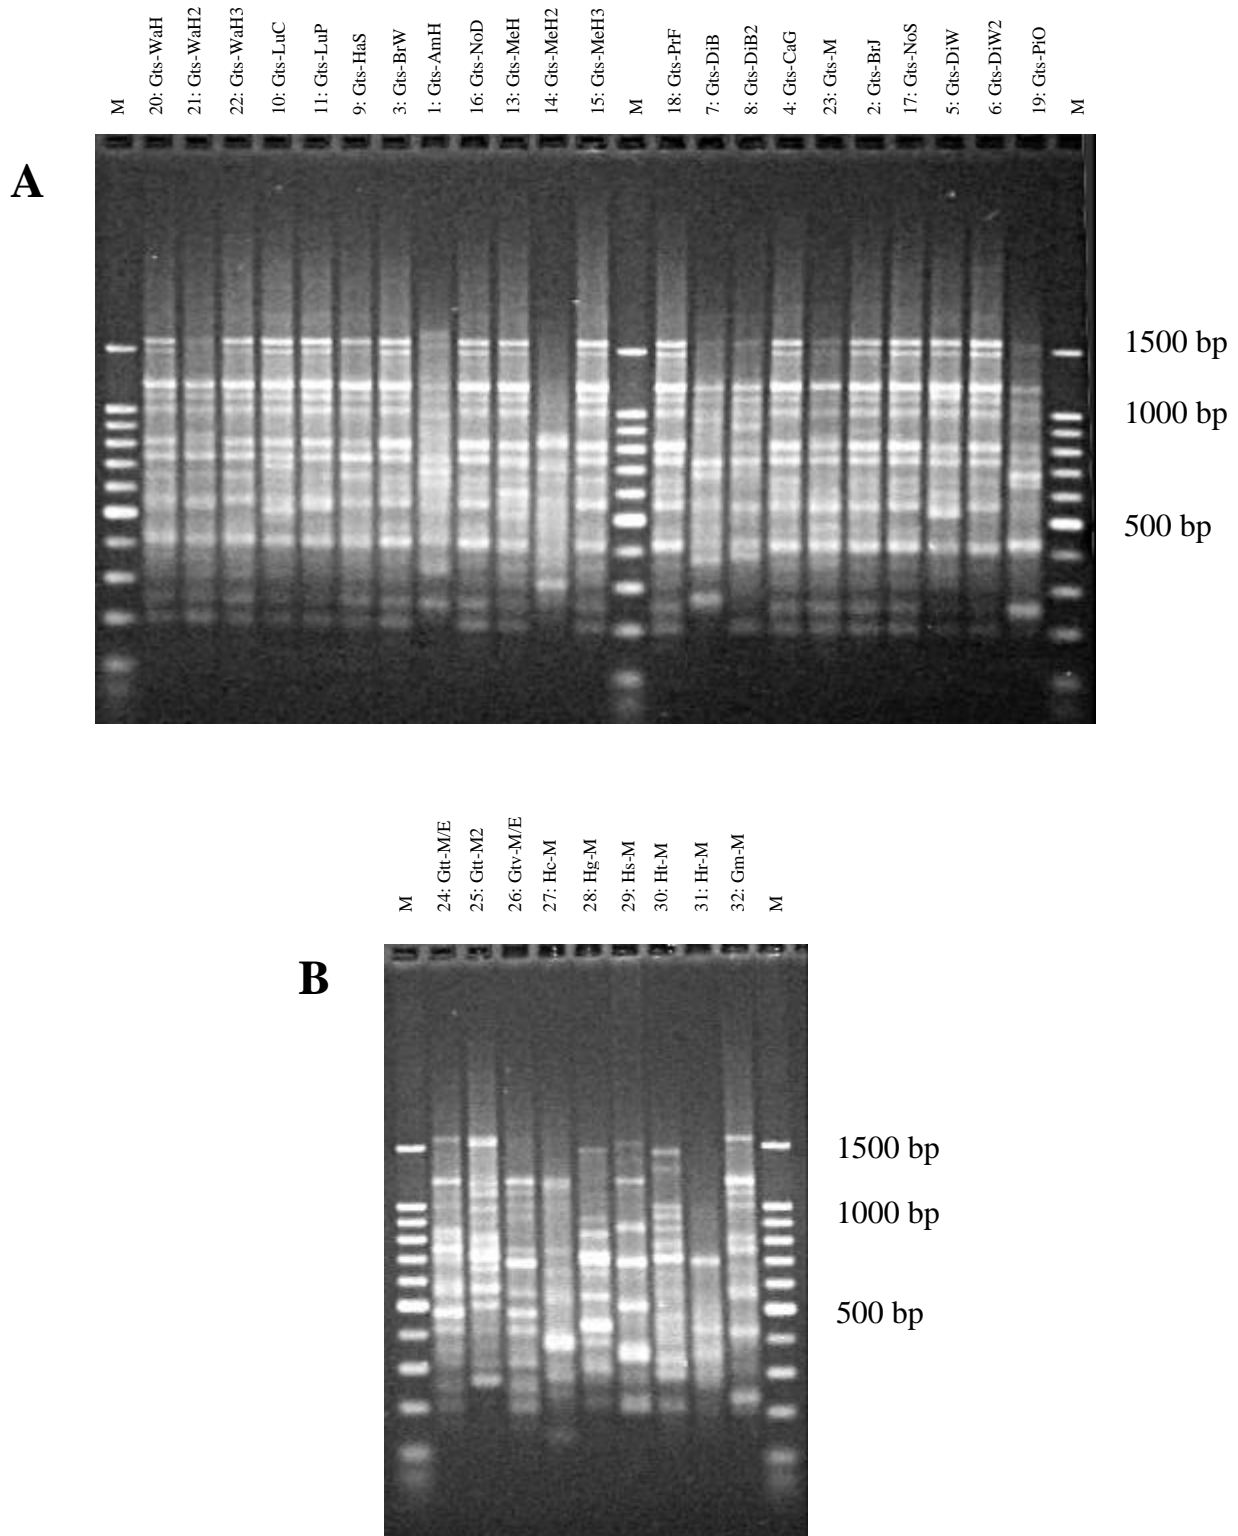 M
20: Gts-WaH
21: Gts-WaH2
22: Gts-WaH3
10: Gts-LuC
11: Gts-LuP
9: Gts-HaS
3: Gts-BrW
1: Gts-AmH
16: Gts-NoD
13: Gts-MeH
14: Gts-MeH2
15: Gts-MeH3
M
18: Gts-PrF
7: Gts-DiB
8: Gts-DiB2
4: Gts-CaG
23: Gts-M
2: Gts-BrJ
17: Gts-NoS
5: Gts-DiW
6: Gts-DiW2
19: Gts-PiO
M
A
1500 bp
1000 bp
500 bp
M
24: Gtt-M/E
25: Gtt-M2
26: Gtv-M/E
27: Hc-M
28: Hg-M
29: Hs-M
30: Ht-M
31: Hr-M
32: Gm-M
M
B
1500 bp
1000 bp
500 bp